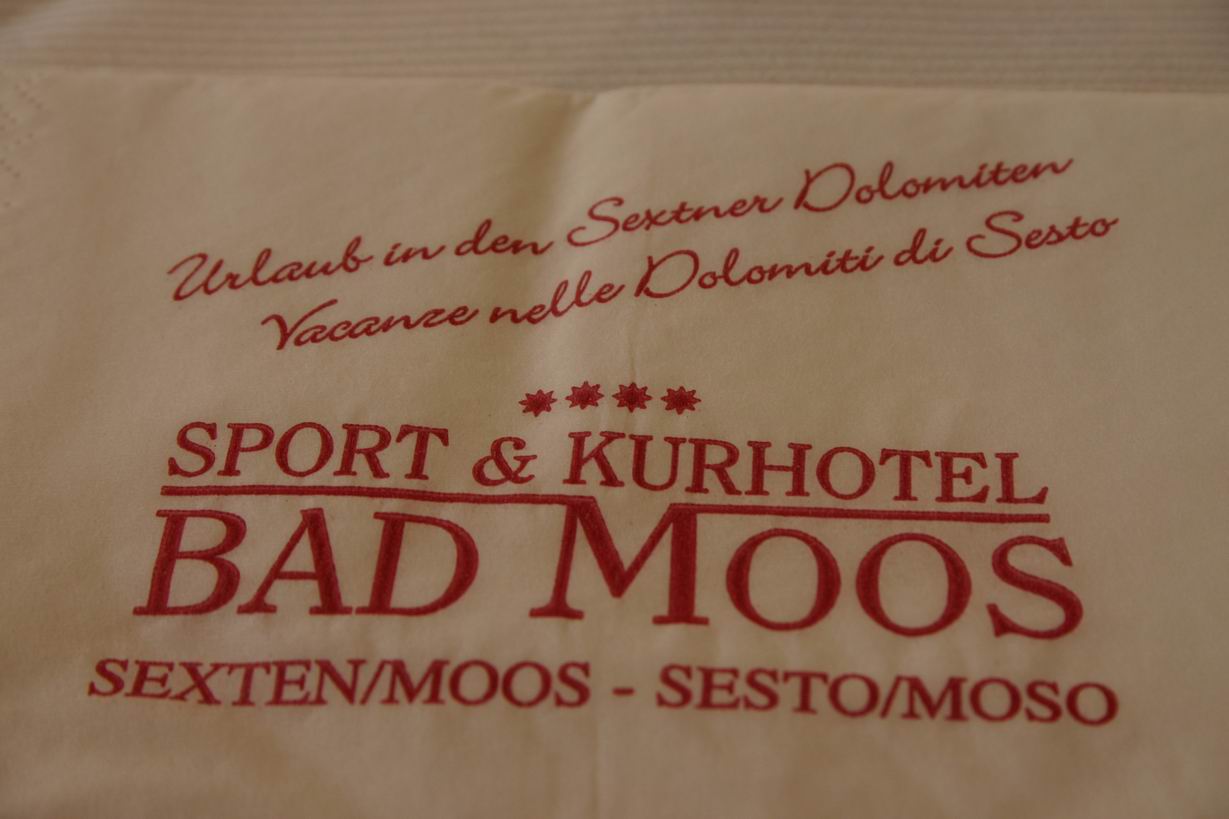 Urlaub in den Sextner Dolomiten
Vacanze nelle Dolomiti di Sesto
SPORT & KURHOTEL
BAD MOOS
SEXTEN/MOOS - SESTO/MOSO